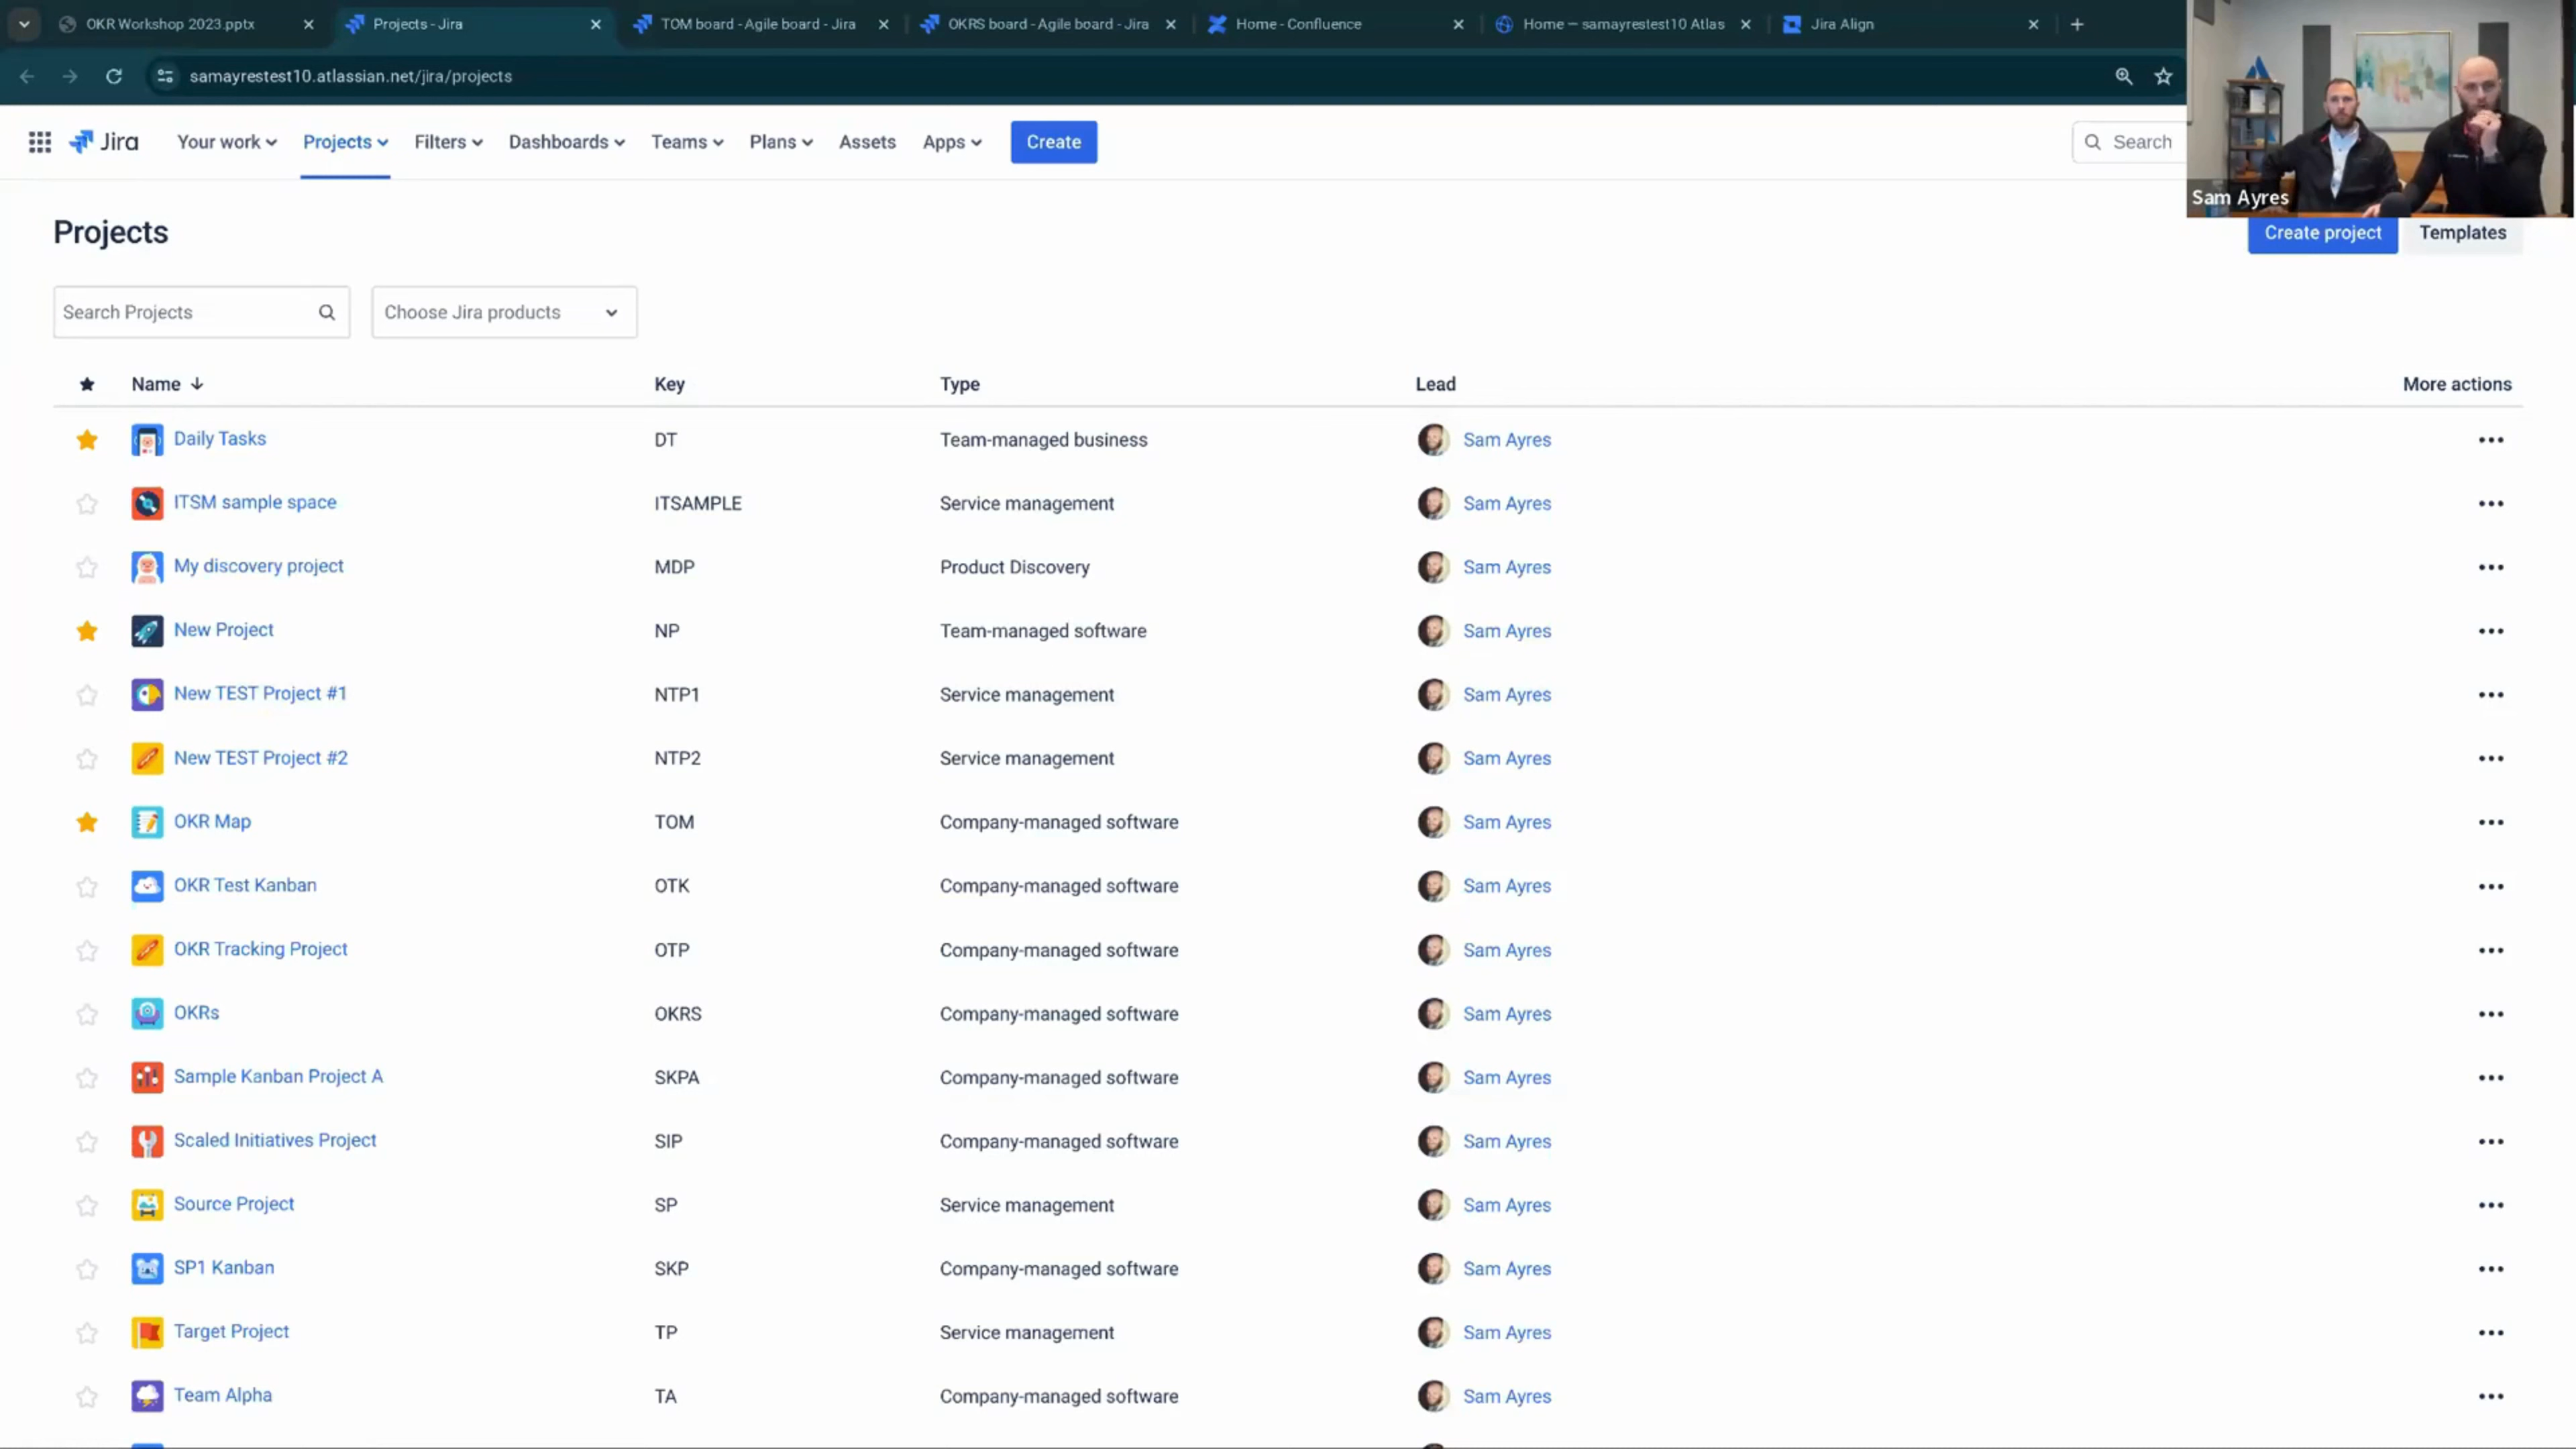 OKR Workshop 2023.pptx
Projects - Jira
TOM board - Agile board - Jira
OKRS board - Agile board - Jira
Home - Confluence
Home — samayrestest10 Atlas
Jira Align
samayrestest10.atlassian.net/jira/projects
Jira
Your work
Projects
Filters
Dashboards
Teams
Plans
Assets
Apps
Create
Search
Sam Ayres
Projects
Create project
Templates
Search Projects
Choose Jira products
Name Key Type Lead More actions
Daily Tasks DT Team-managed business Sam Ayres
ITSM sample space ITSAMPLE Service management Sam Ayres
My discovery project MDP Product Discovery Sam Ayres
New Project NP Team-managed software Sam Ayres
New TEST Project #1 NTP1 Service management Sam Ayres
New TEST Project #2 NTP2 Service management Sam Ayres
OKR Map TOM Company-managed software Sam Ayres
OKR Test Kanban OTK Company-managed software Sam Ayres
OKR Tracking Project OTP Company-managed software Sam Ayres
OKRs OKRS Company-managed software Sam Ayres
Sample Kanban Project A SKPA Company-managed software Sam Ayres
Scaled Initiatives Project SIP Company-managed software Sam Ayres
Source Project SP Service management Sam Ayres
SP1 Kanban SKP Company-managed software Sam Ayres
Target Project TP Service management Sam Ayres
Team Alpha TA Company-managed software Sam Ayres